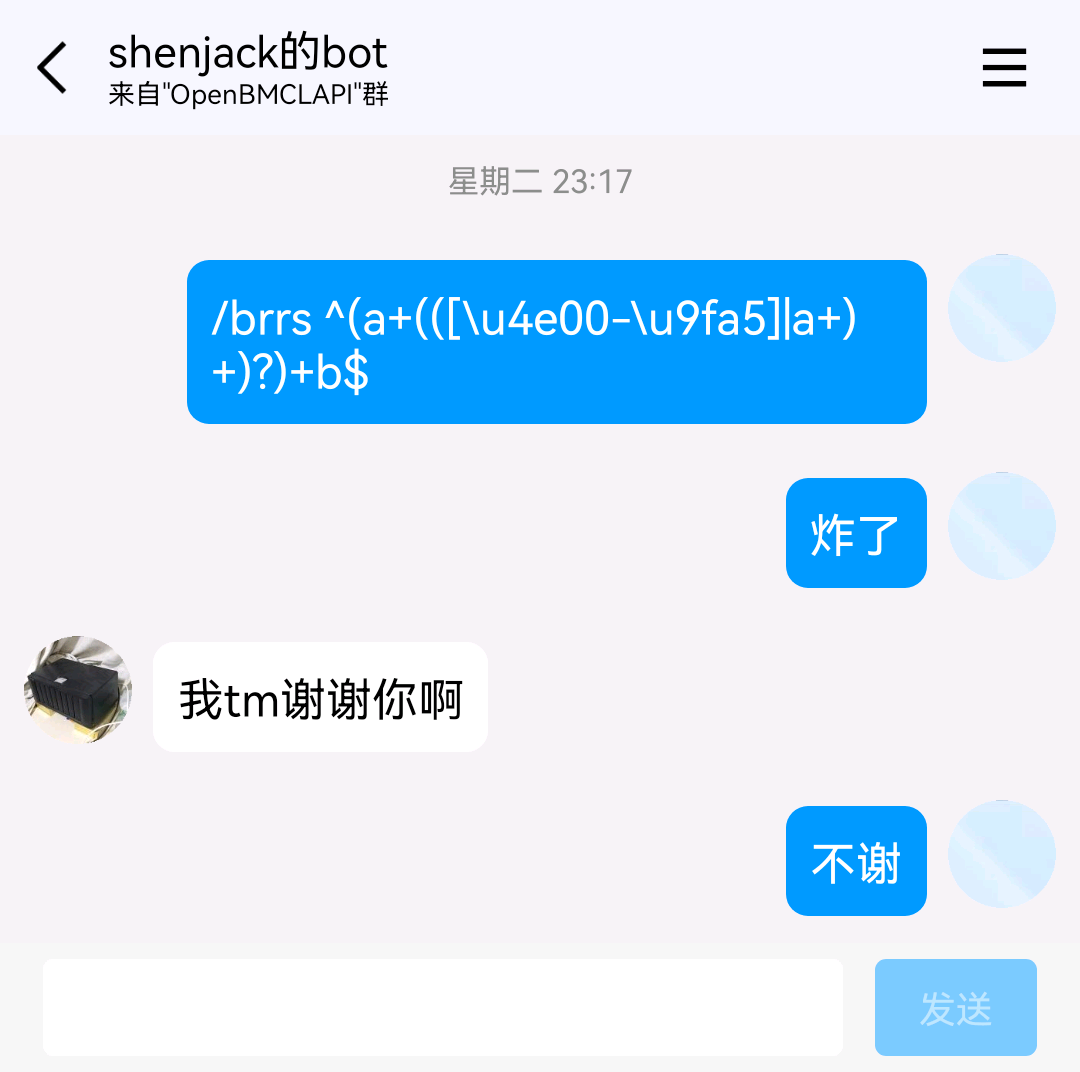 shenjack的bot
来自"OpenBMCLAPI"群
星期二 23:17
/brrs ^(a+(([\u4e00-\u9fa5]|a+)
+)?)+b$
炸了
我tm谢谢你啊
不谢
发送